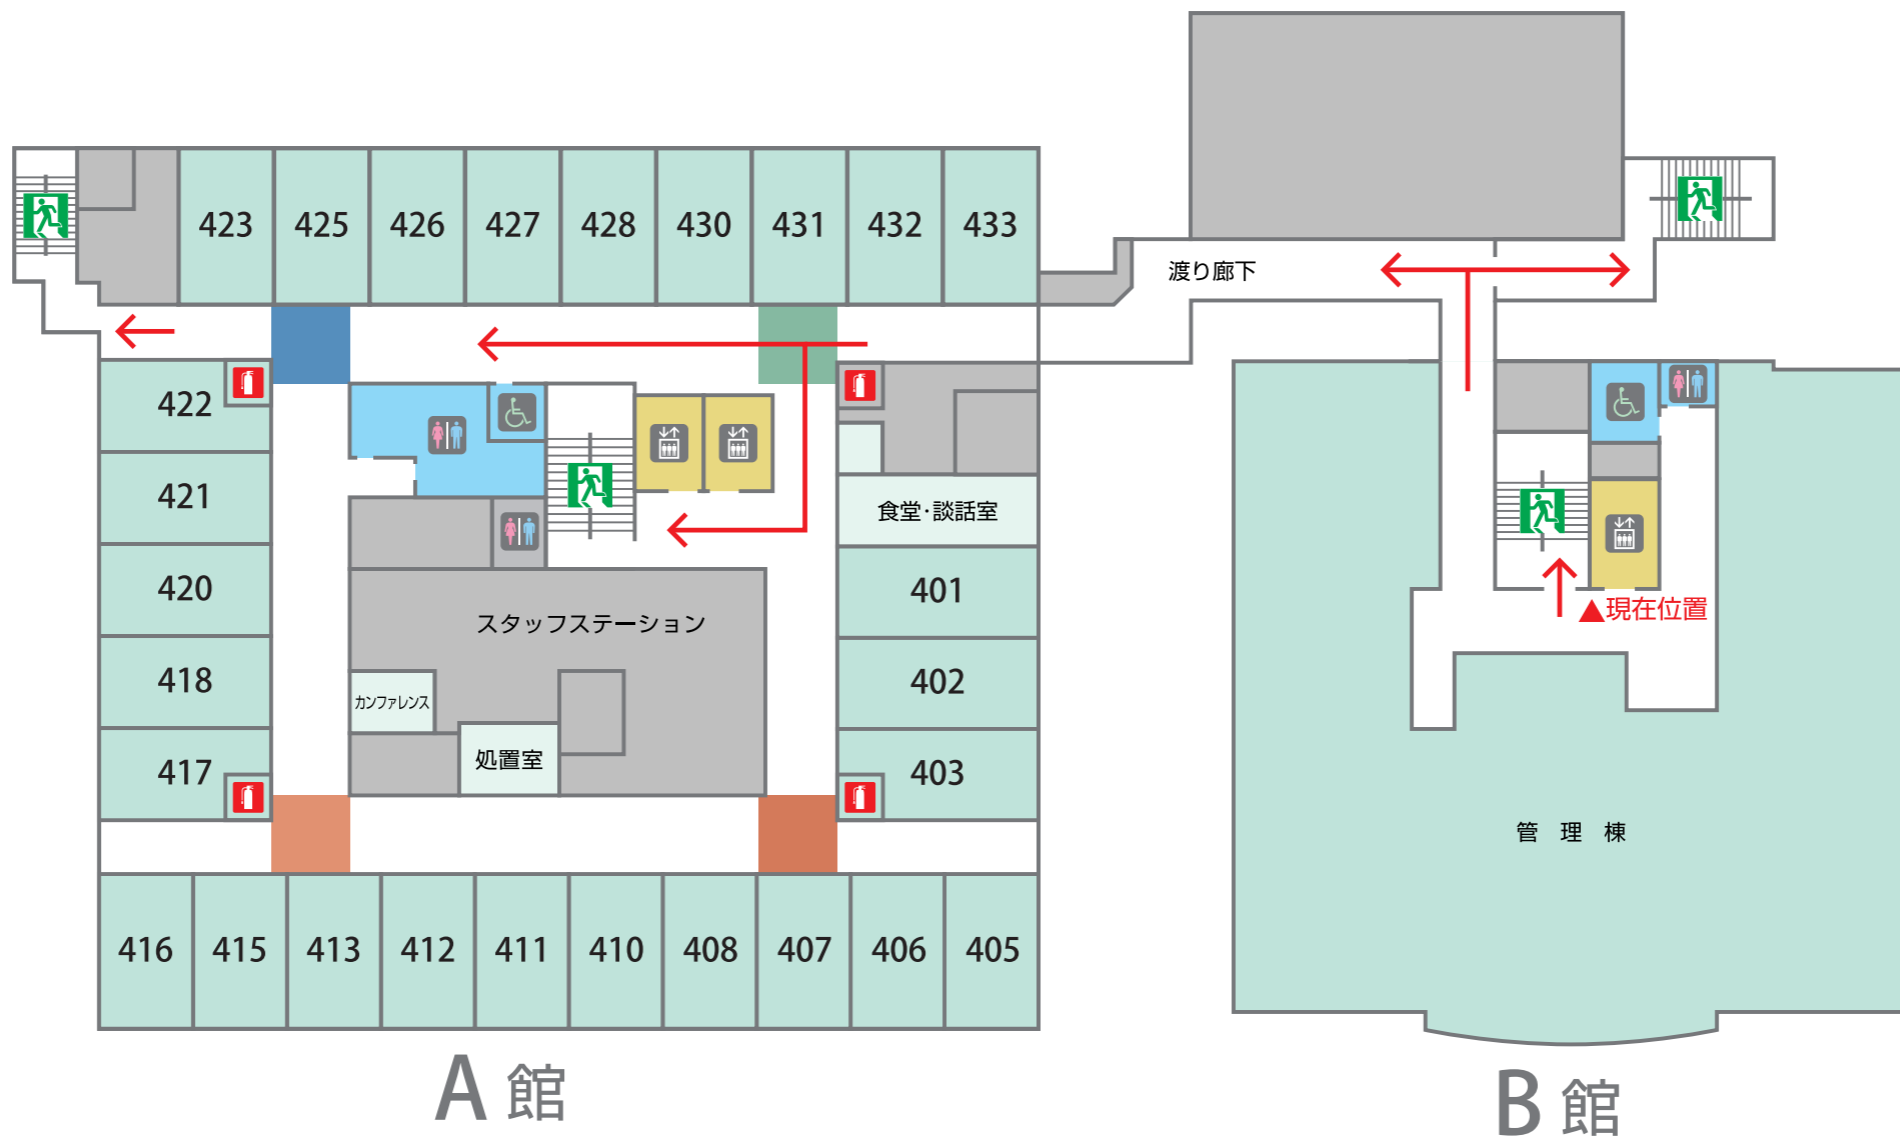 423 425 426 427 428 430 431 432 433
渡り廊下
422
421
食堂・談話室
420
401
スタッフステーション
▲現在位置
418
402
カンファレンス
417
処置室
403
管 理 棟
416 415 413 412 411 410 408 407 406 405
A 館
B 館